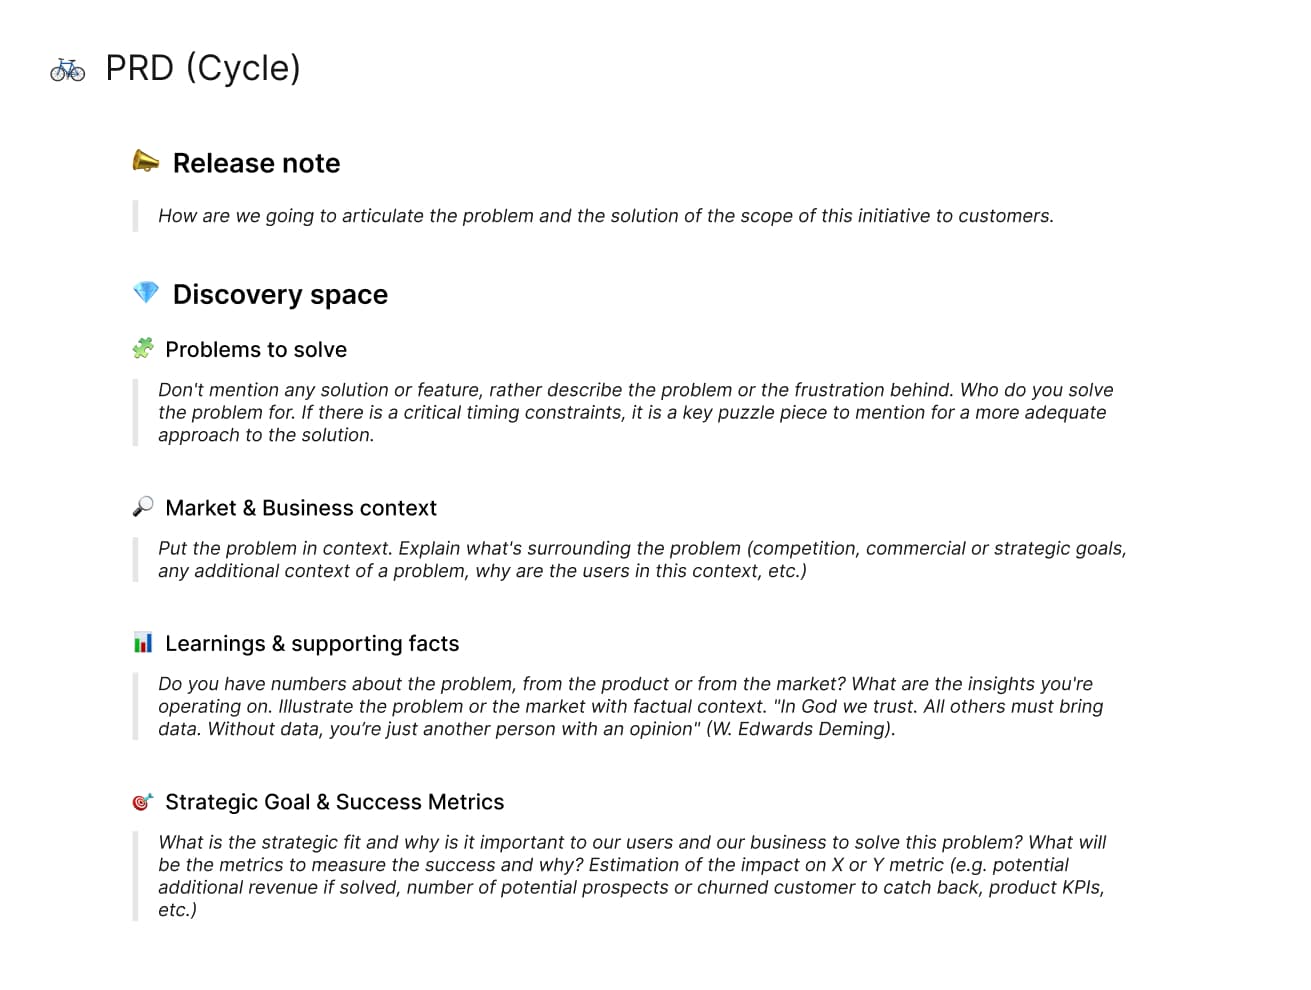 PRD (Cycle)
Release note
How are we going to articulate the problem and the solution of the scope of this initiative to customers.
Discovery space
Problems to solve
Don't mention any solution or feature, rather describe the problem or the frustration behind. Who do you solve
the problem for. If there is a critical timing constraints, it is a key puzzle piece to mention for a more adequate
approach to the solution.
Market & Business context
Put the problem in context. Explain what's surrounding the problem (competition, commercial or strategic goals,
any additional context of a problem, why are the users in this context, etc.)
Learnings & supporting facts
Do you have numbers about the problem, from the product or from the market? What are the insights you're
operating on. Illustrate the problem or the market with factual context. "In God we trust. All others must bring
data. Without data, you’re just another person with an opinion" (W. Edwards Deming).
Strategic Goal & Success Metrics
What is the strategic fit and why is it important to our users and our business to solve this problem? What will
be the metrics to measure the success and why? Estimation of the impact on X or Y metric (e.g. potential
additional revenue if solved, number of potential prospects or churned customer to catch back, product KPIs,
etc.)